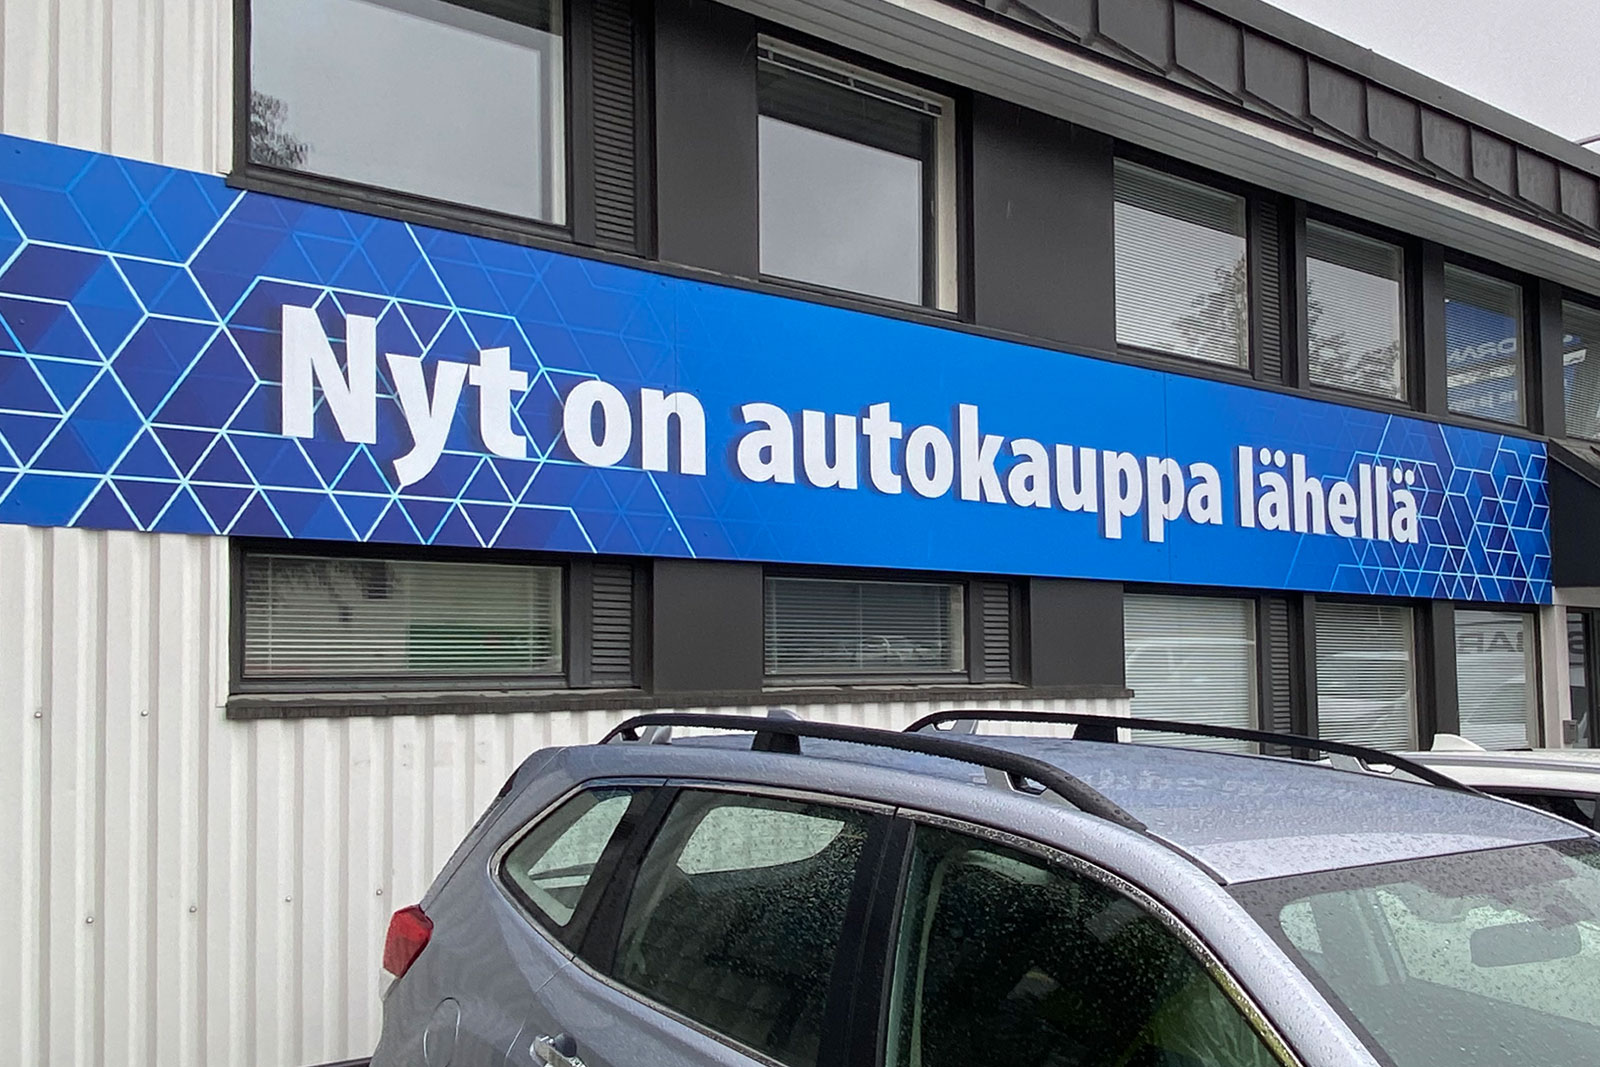 Nyt on autokauppa lähellä